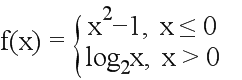 f(x) = { x²–1, x ≤ 0
log₂x, x > 0